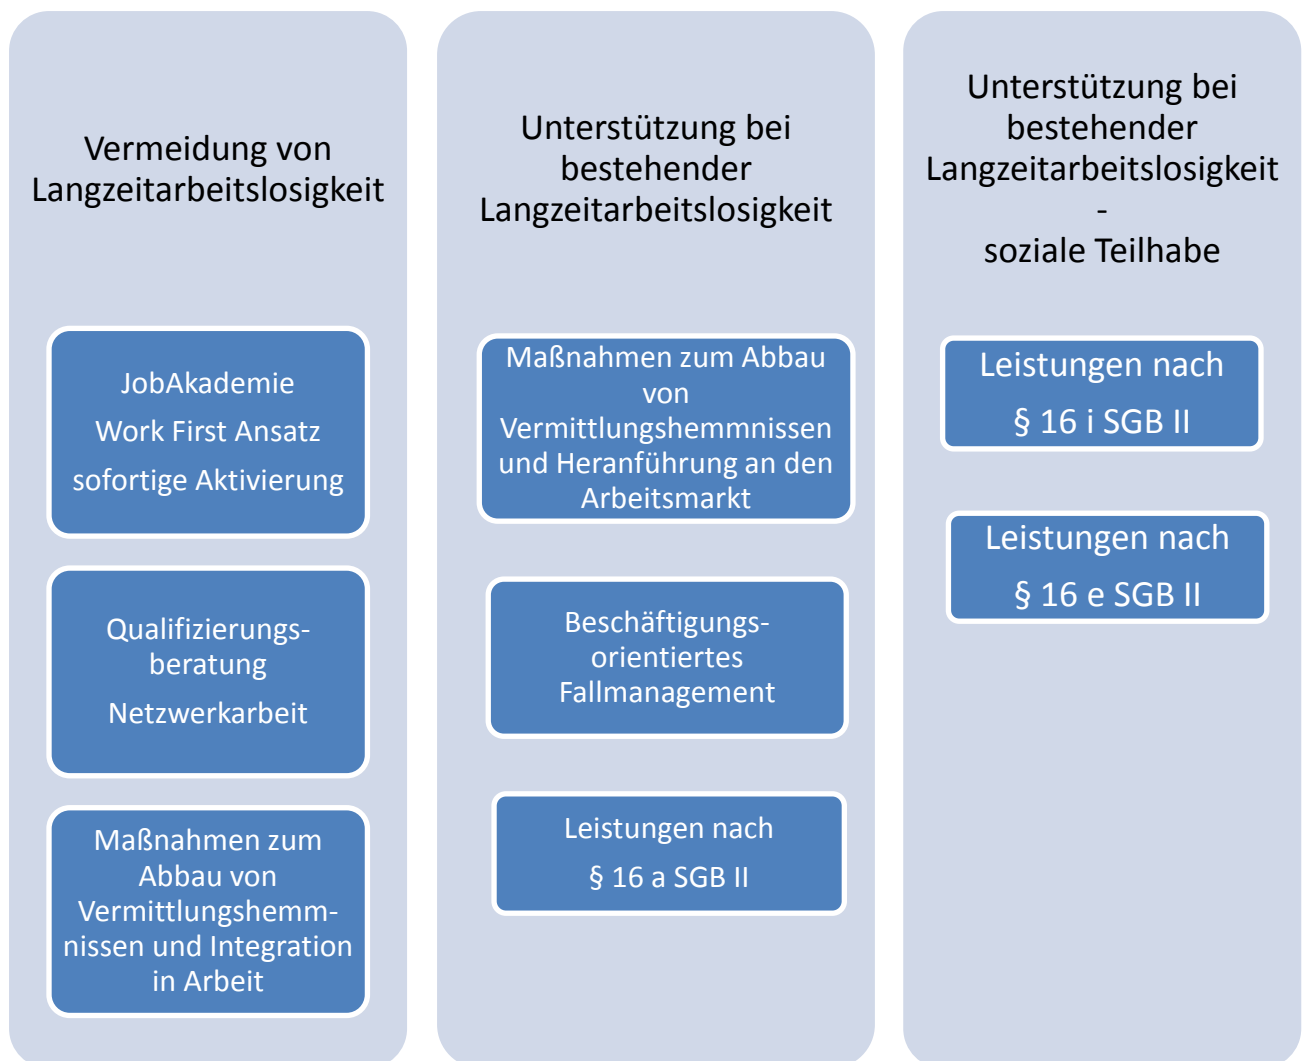 Vermeidung von
Langzeitarbeitslosigkeit
JobAkademie
Work First Ansatz
sofortige Aktivierung
Qualifizierungs-
beratung
Netzwerkarbeit
Maßnahmen zum
Abbau von
Vermittlungshemm-
nissen und Integration
in Arbeit
Unterstützung bei
bestehender
Langzeitarbeitslosigkeit
Maßnahmen zum Abbau
von
Vermittlungshemmnissen
und Heranführung an den
Arbeitsmarkt
Beschäftigungs-
orientiertes
Fallmanagement
Leistungen nach
§ 16 a SGB II
Unterstützung bei
bestehender
Langzeitarbeitslosigkeit
-
soziale Teilhabe
Leistungen nach
§ 16 i SGB II
Leistungen nach
§ 16 e SGB II